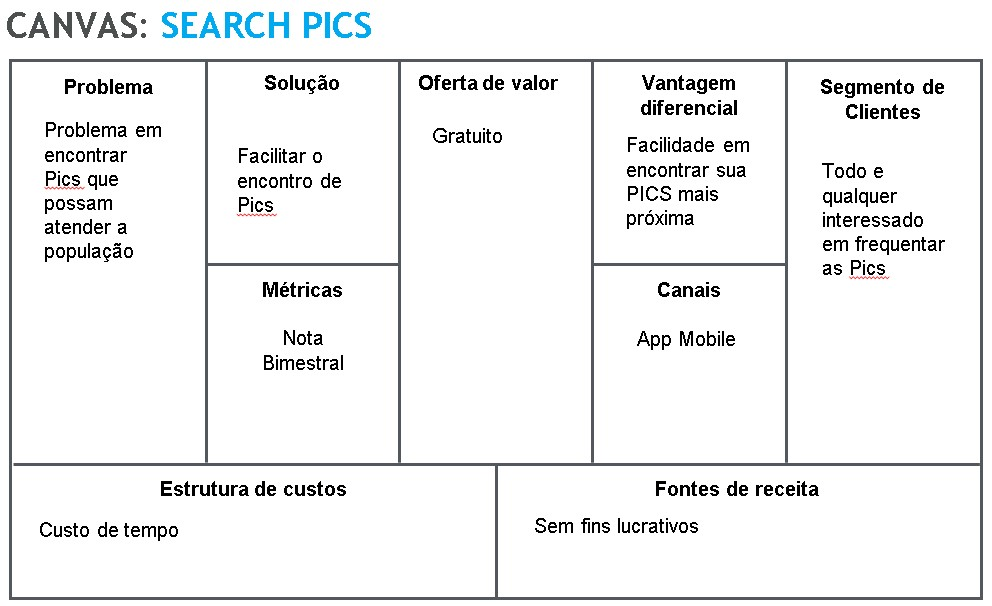 CANVAS: SEARCH PICS
Problema
Problema em
encontrar
Pics que
possam
atender a
população
Solução
Facilitar o
encontro de
Pics
Métricas
Nota
Bimestral
Oferta de valor
Gratuito
Vantagem
diferencial
Facilidade em
encontrar sua
PICS mais
próxima
Canais
App Mobile
Segmento de
Clientes
Todo e
qualquer
interessado
em frequentar
as Pics
Estrutura de custos
Custo de tempo
Fontes de receita
Sem fins lucrativos